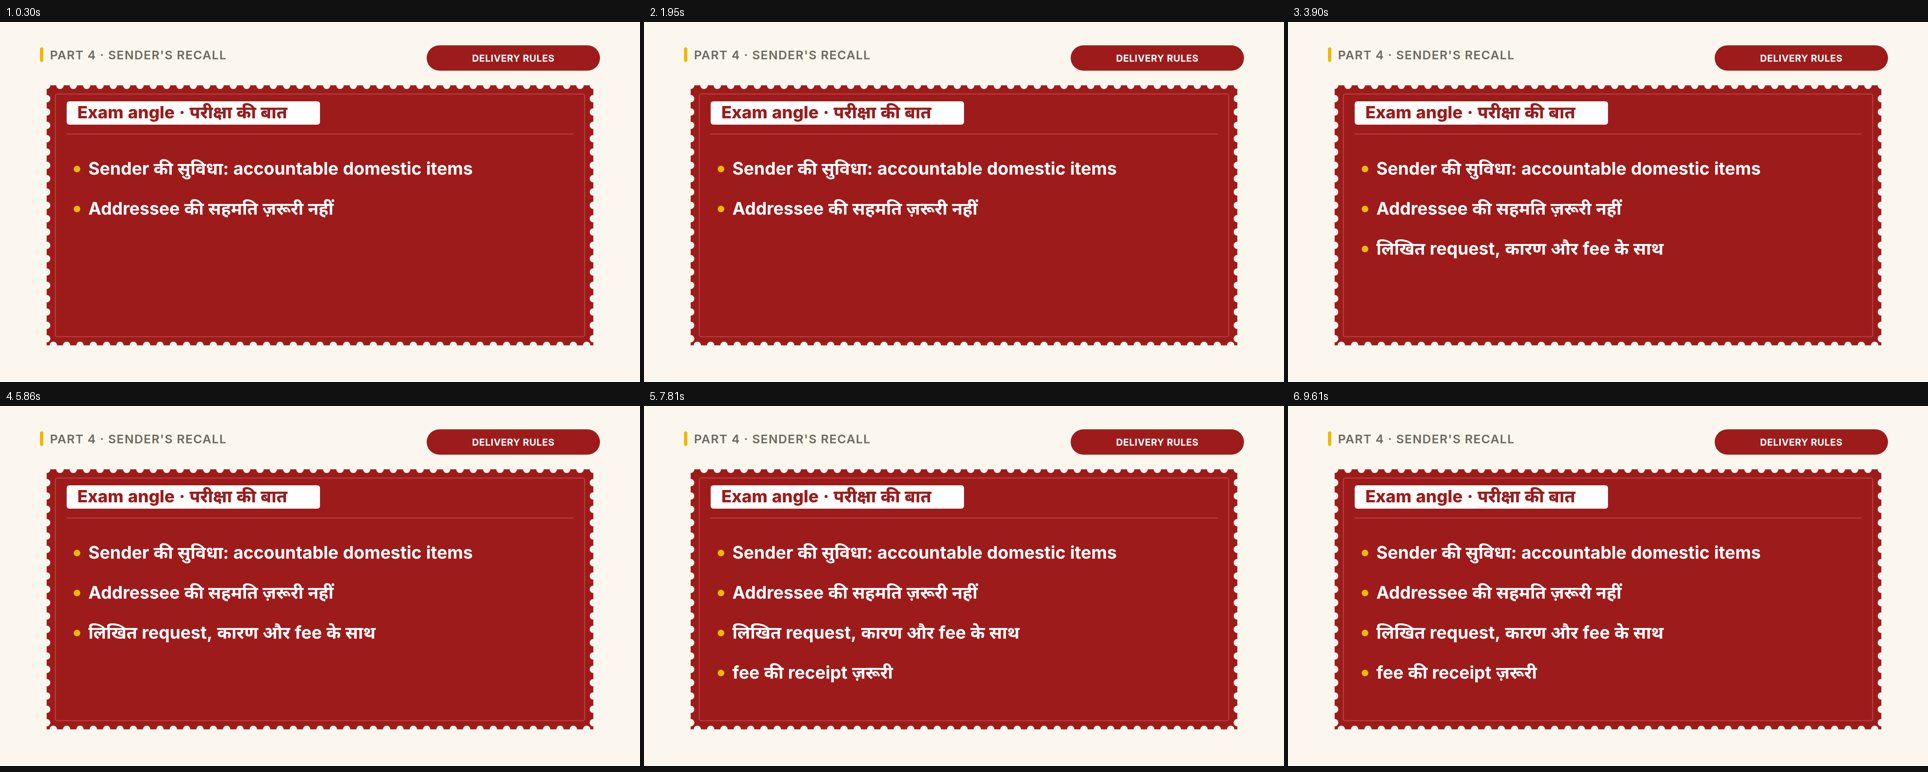 1. 0.30s
PART 4 · SENDER'S RECALL
DELIVERY RULES
Exam angle · परीक्षा की बात
Sender की सुविधा: accountable domestic items
Addressee की सहमति ज़रूरी नहीं
2. 1.95s
PART 4 · SENDER'S RECALL
DELIVERY RULES
Exam angle · परीक्षा की बात
Sender की सुविधा: accountable domestic items
Addressee की सहमति ज़रूरी नहीं
3. 3.90s
PART 4 · SENDER'S RECALL
DELIVERY RULES
Exam angle · परीक्षा की बात
Sender की सुविधा: accountable domestic items
Addressee की सहमति ज़रूरी नहीं
लिखित request, कारण और fee के साथ
4. 5.86s
PART 4 · SENDER'S RECALL
DELIVERY RULES
Exam angle · परीक्षा की बात
Sender की सुविधा: accountable domestic items
Addressee की सहमति ज़रूरी नहीं
लिखित request, कारण और fee के साथ
5. 7.81s
PART 4 · SENDER'S RECALL
DELIVERY RULES
Exam angle · परीक्षा की बात
Sender की सुविधा: accountable domestic items
Addressee की सहमति ज़रूरी नहीं
लिखित request, कारण और fee के साथ
fee की receipt ज़रूरी
6. 9.61s
PART 4 · SENDER'S RECALL
DELIVERY RULES
Exam angle · परीक्षा की बात
Sender की सुविधा: accountable domestic items
Addressee की सहमति ज़रूरी नहीं
लिखित request, कारण और fee के साथ
fee की receipt ज़रूरी